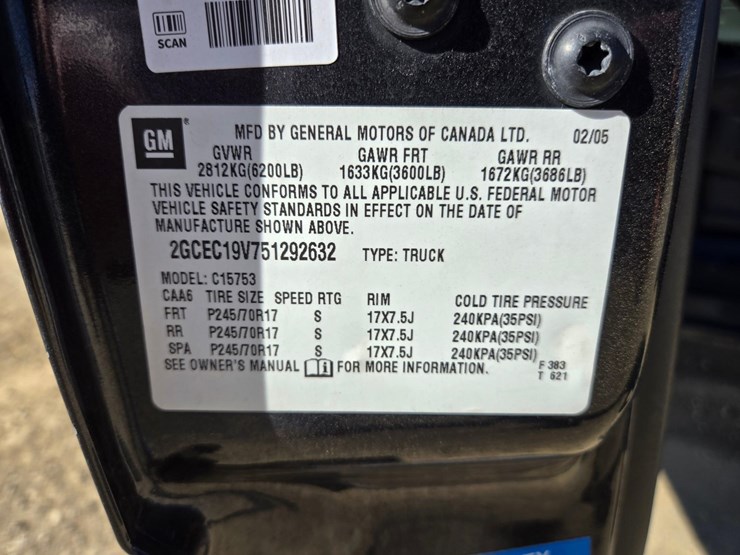 SCAN
GM
MFD BY GENERAL MOTORS OF CANADA LTD. 02/05
GVWR GAWR FRT GAWR RR
2812KG(6200LB) 1633KG(3600LB) 1672KG(3686LB)
THIS VEHICLE CONFORMS TO ALL APPLICABLE U.S. FEDERAL MOTOR
VEHICLE SAFETY STANDARDS IN EFFECT ON THE DATE OF
MANUFACTURE SHOWN ABOVE.
2GCEC19V751292632 TYPE: TRUCK
MODEL: C15753
CAA6 TIRE SIZE SPEED RTG RIM COLD TIRE PRESSURE
FRT P245/70R17 S 17X7.5J 240KPA(35PSI)
RR P245/70R17 S 17X7.5J 240KPA(35PSI)
SPA P245/70R17 S 17X7.5J 240KPA(35PSI)
SEE OWNER'S MANUAL FOR MORE INFORMATION. F 383
T 621